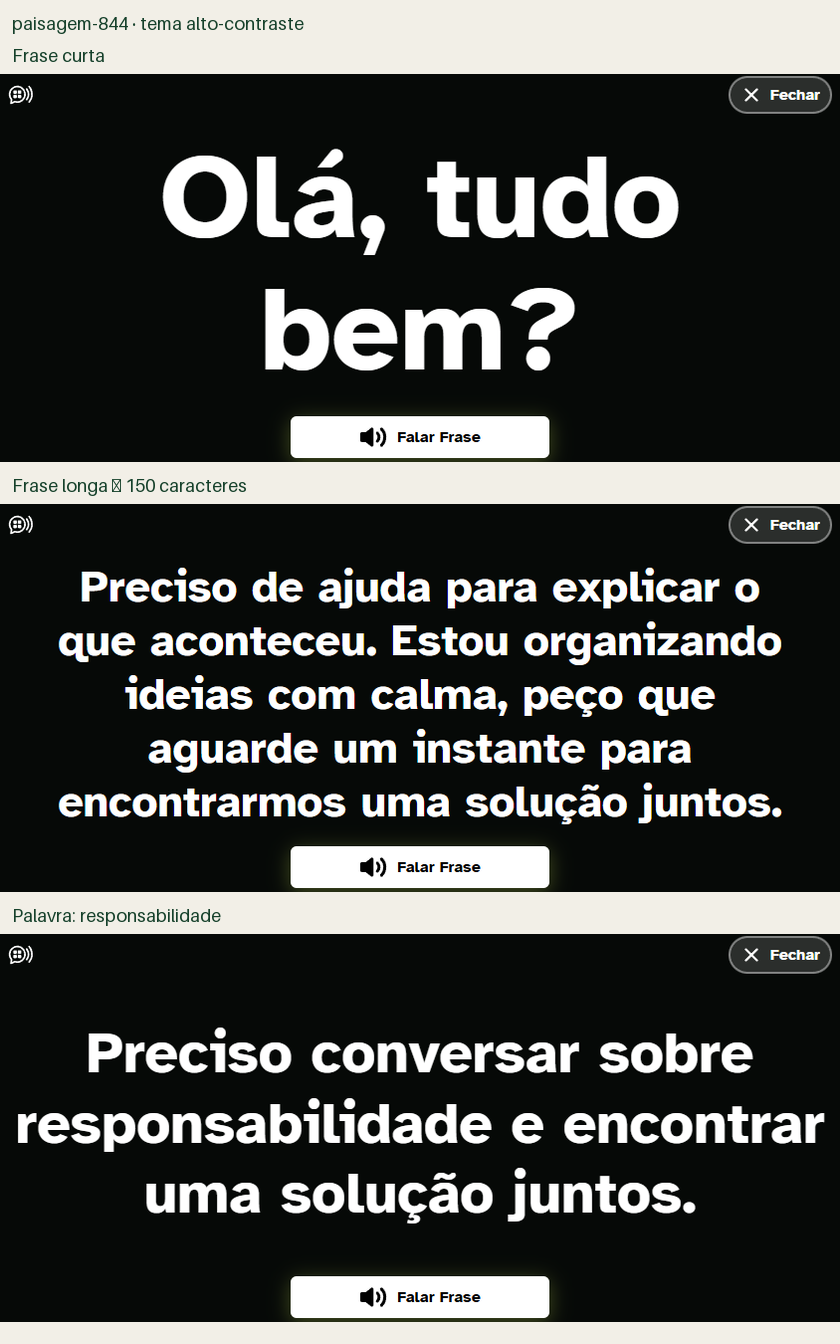 paisagem-844 · tema alto-contraste
Frase curta
Fechar
Olá, tudo
bem?
Falar Frase
Frase longa 150 caracteres
Fechar
Preciso de ajuda para explicar o
que aconteceu. Estou organizando
ideias com calma, peço que
aguarde um instante para
encontrarmos uma solução juntos.
Falar Frase
Palavra: responsabilidade
Fechar
Preciso conversar sobre
responsabilidade e encontrar
uma solução juntos.
Falar Frase